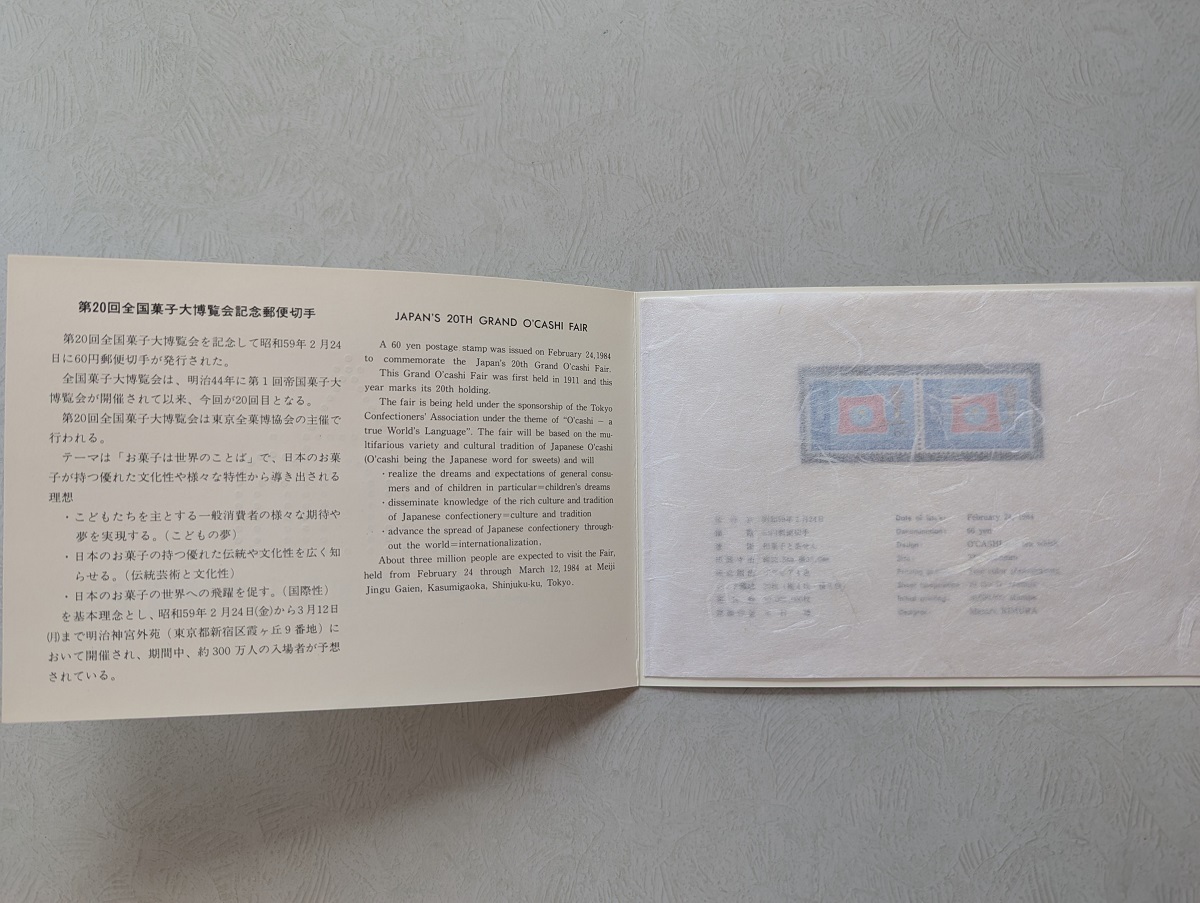 第20回全国菓子大博覧会記念郵便切手
第20回全国菓子大博覧会を記念して昭和59年2月24
日に60円郵便切手が発行された。
全国菓子大博覧会は、明治44年に第1回帝国菓子大
博覧会が開催されて以来、今回が20回目となる。
第20回全国菓子大博覧会は東京全菓博協会の主催で
行われる。
テーマは「お菓子は世界のことば」で、日本のお菓
子が持つ優れた文化性や様々な特性から導き出される
理想
・こどもたちを主とする一般消費者の様々な期待や
夢を実現する。(こどもの夢)
・日本のお菓子の持つ優れた伝統や文化性を広く知
らせる。(伝統芸術と文化性)
・日本のお菓子の世界への飛躍を促す。(国際性)
を基本理念とし、昭和59年2月24日(金)から3月12日
(月)まで明治神宮外苑(東京都新宿区霞ヶ丘9番地)に
おいて開催され、期間中、約300万人の入場者が予想
されている。
JAPAN'S 20TH GRAND O'CASHI FAIR
A 60 yen postage stamp was issued on February 24,1984
to commemorate the Japan's 20th Grand O'cashi Fair.
This Grand O'cashi Fair was first held in 1911 and this
year marks its 20th holding.
The fair is being held under the sponsorship of the Tokyo
Confectioners' Association under the theme of "O'cashi – a
true World's Language". The fair will be based on the mu-
ltifarious variety and cultural tradition of Japanese O'cashi
(O'cashi being the Japanese word for sweets) and will
・realize the dreams and expectations of general consu-
mers and of children in particular=children's dreams
・disseminate knowledge of the rich culture and tradition
of Japanese confectionery=culture and tradition
・advance the spread of Japanese confectionery through-
out the world=internationalization.
About three million people are expected to visit the Fair,
held from February 24 through March 12,1984 at Meiji
Jingu Gaien, Kasumigaoka, Shinjuku-ku, Tokyo.
昭和59年2月24日
Date of Issue
February 24, 1984
60 yen